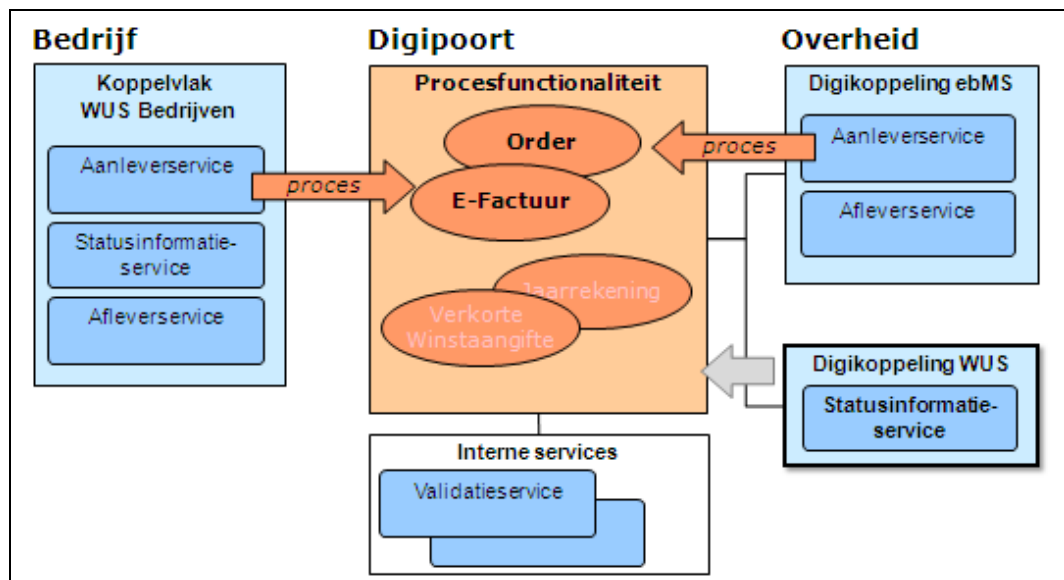 Bedrijf
Koppelvlak
WUS Bedrijven
Aanleverservice
Statusinformatie-
service
Afleverservice
proces
Digipoort
Procesfunctionaliteit
Order
E-Factuur
Jaarrekening
Verkorte
Winstaangifte
Interne services
Validatieservice
Overheid
Digikoppeling ebMS
proces
Aanleverservice
Afleverservice
Digikoppeling WUS
Statusinformatie-
service